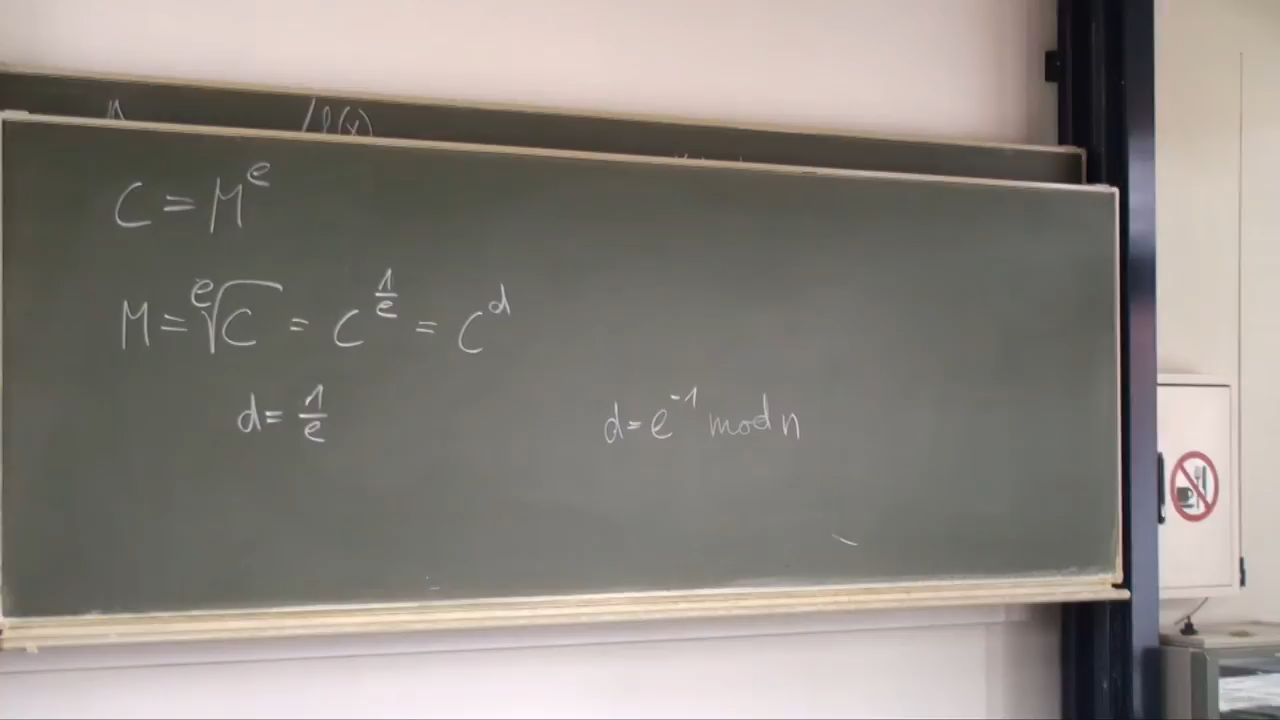 C = M^e
M = ᵉ√C = C^(1/e) = C^d
d = 1/e
d = e^-1 mod n